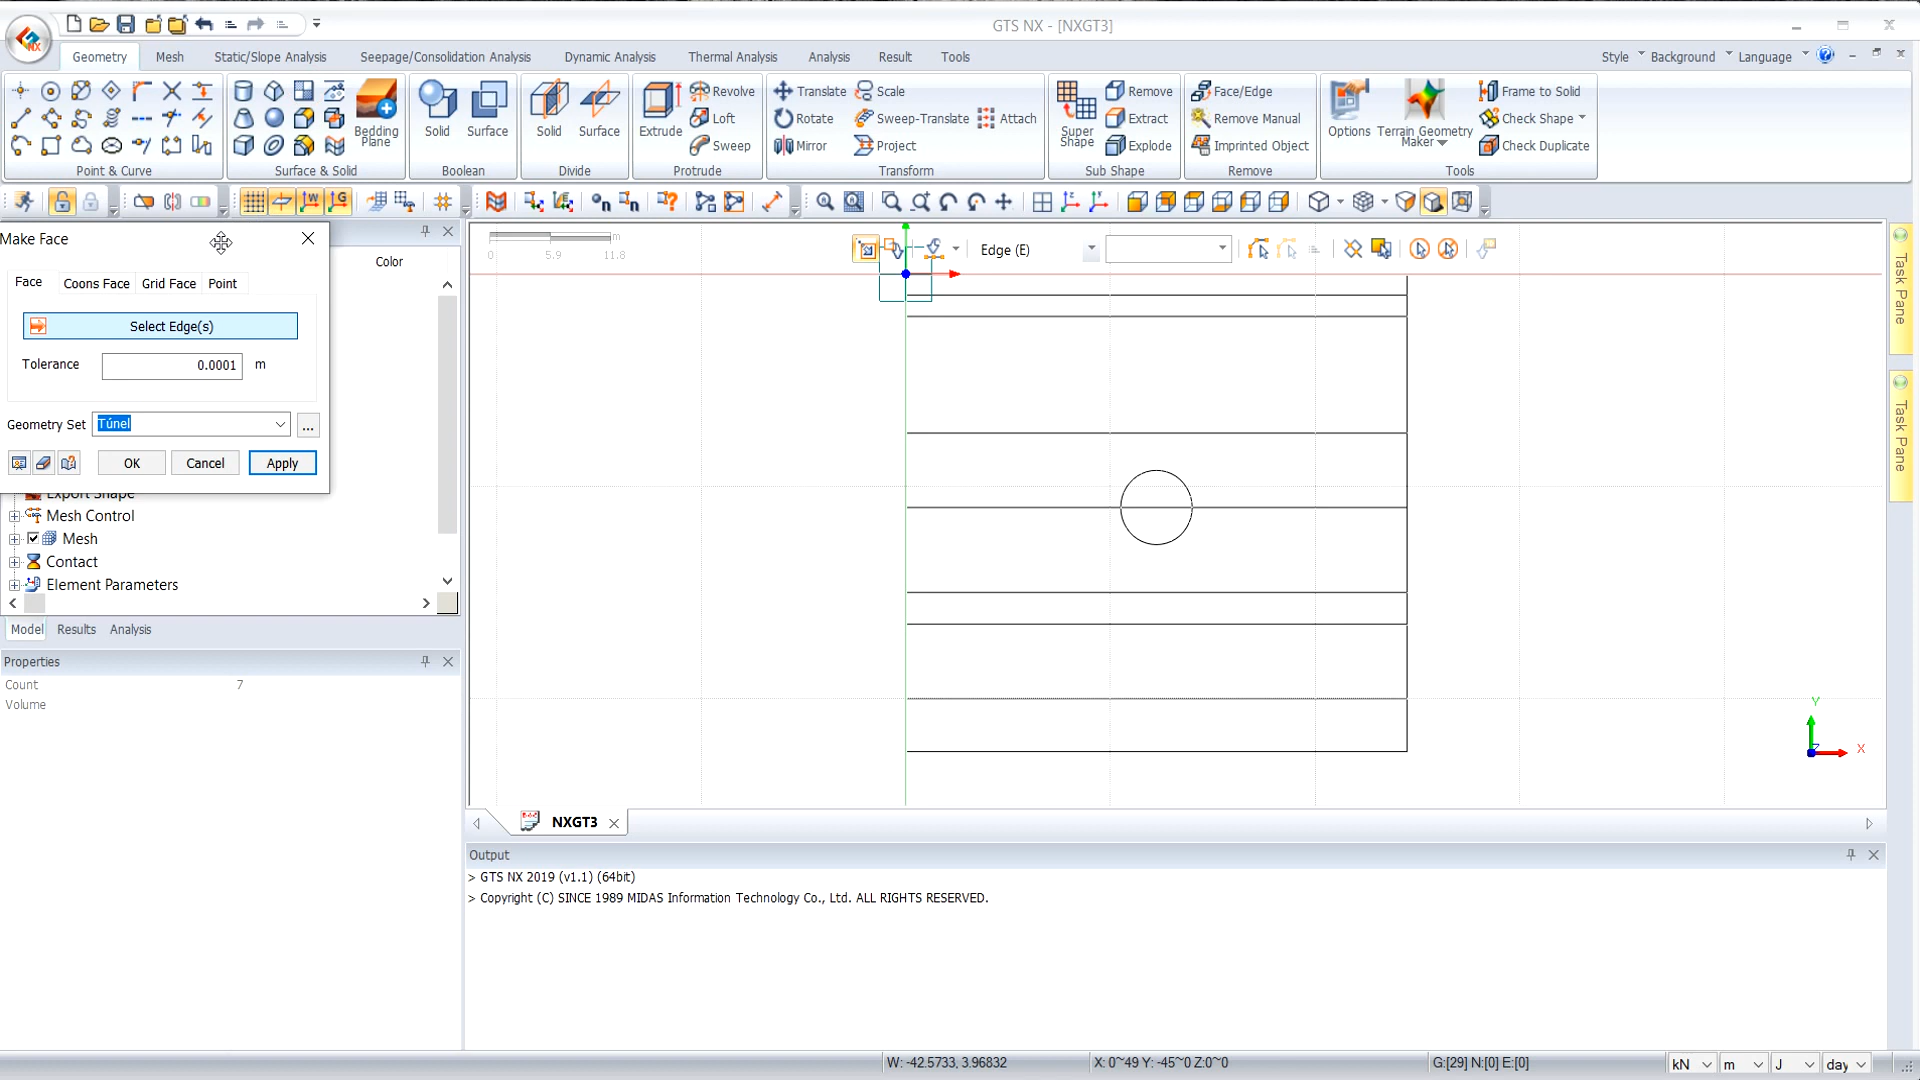 GTS NX - [NXGT3]
Geometry Mesh Static/Slope Analysis Seepage/Consolidation Analysis Dynamic Analysis Thermal Analysis Analysis Result Tools
Style Background Language
Revolve Translate Scale Remove Face/Edge Frame to Solid
Loft Rotate Sweep-Translate Attach Extract Remove Manual Check Shape
Bedding Plane Solid Surface Solid Surface Extrude Super Shape Options Terrain Geometry Maker
Sweep Mirror Project Explode Imprinted Object Check Duplicate
Point & Curve Surface & Solid Boolean Divide Protrude Transform Sub Shape Remove Tools
Make Face
Color
Face Coons Face Grid Face Point
Select Edge(s)
Tolerance 0.0001 m
Geometry Set Túnel ...
OK Cancel Apply
Export Shape
Mesh Control
Mesh
Contact
Element Parameters
Model Results Analysis
Properties
Count 7
Volume
m
0 5.9 11.8
Edge (E)
Y
X
Task Pane
Task Pane
NXGT3
Output
> GTS NX 2019 (v1.1) (64bit)
> Copyright (C) SINCE 1989 MIDAS Information Technology Co., Ltd. ALL RIGHTS RESERVED.
W: -42.5733, 3.96832 X: 0~49 Y: -45~0 Z:0~0 G:[29] N:[0] E:[0] kN m J day